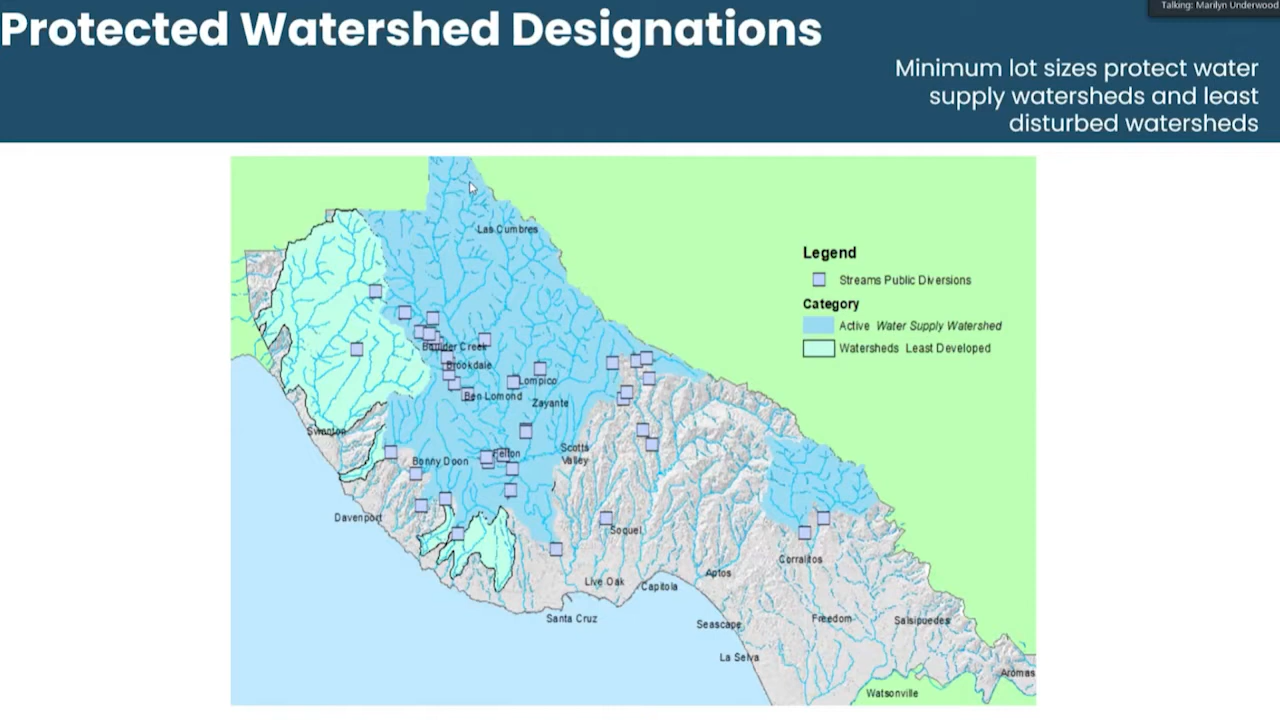 Talking: Marilyn Underwood
Protected Watershed Designations
Minimum lot sizes protect water
supply watersheds and least
disturbed watersheds
Las Cumbres
Legend
Streams Public Diversions
Category
Active Water Supply Watershed
Watersheds Least Developed
Boulder Creek
Brookdale
Lompico
Ben Lomond
Zayante
Swanton
Scotts
Valley
Felton
Bonny Doon
Davenport
Soquel
Corralitos
Aptos
Live Oak
Capitola
Santa Cruz
Seascape
Freedom
Salsipuedes
La Selva
Aromas
Watsonville